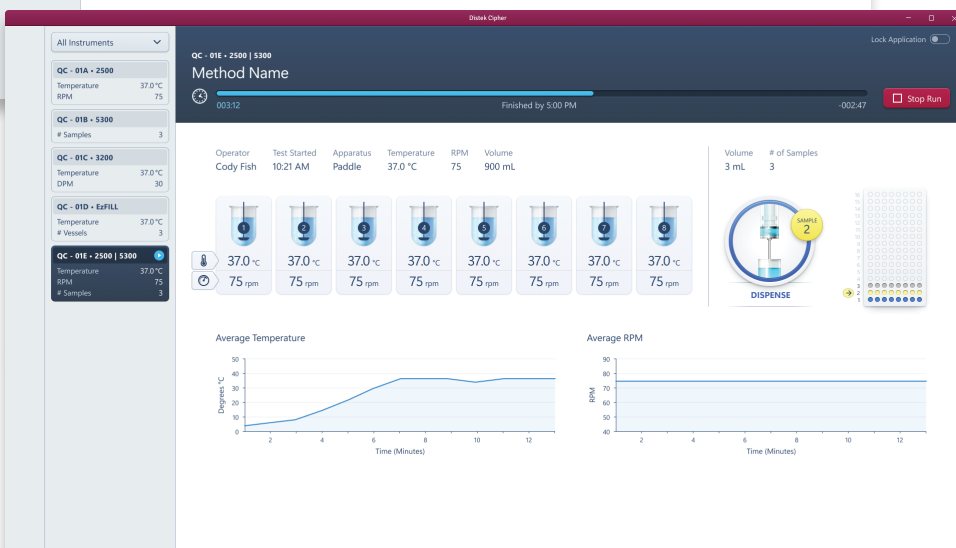 Distek Cipher
All Instruments
QC - 01A • 2500
Temperature 37.0°C
RPM 75
QC - 01B • 5300
# Samples 3
QC - 01C • 3200
Temperature 37.0°C
DPM 30
QC - 01D • EzFILL
Temperature 37.0°C
# Vessels 3
QC - 01E • 2500 | 5300
Temperature 37.0°C
RPM 75
# Samples 3
Lock Application
QC - 01E • 2500 | 5300
Method Name
003:12 Finished by 5:00 PM -002:47
Stop Run
Operator Test Started Apparatus Temperature RPM Volume
Cody Fish 10:21 AM Paddle 37.0 °C 75 900 mL
Volume # of Samples
3 mL 3
1 2 3 4 5 6 7 8
37.0 °C 37.0 °C 37.0 °C 37.0 °C 37.0 °C 37.0 °C 37.0 °C 37.0 °C
75 rpm 75 rpm 75 rpm 75 rpm 75 rpm 75 rpm 75 rpm 75 rpm
SAMPLE
2
DISPENSE
3
2
1
Average Temperature
Degrees °C
50
40
30
20
10
0
2 4 6 8 10 12
Time (Minutes)
Average RPM
RPM
90
80
70
60
50
40
2 4 6 8 10 12
Time (Minutes)